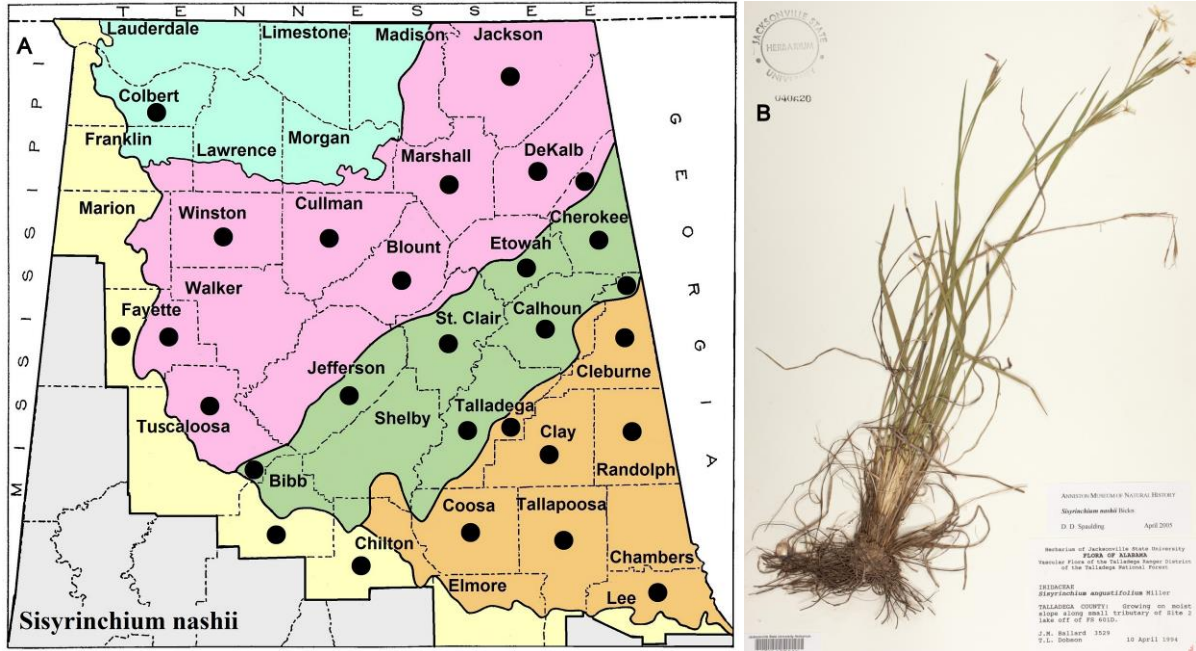 A
T E N N E S S E E
Lauderdale
Limestone
Madison
Jackson
Colbert
Franklin
Lawrence
Morgan
Marshall
DeKalb
Marion
Winston
Cullman
Cherokee
Blount
Etowah
Walker
Fayette
St. Clair
Calhoun
Jefferson
Cleburne
Tuscaloosa
Shelby
Talladega
Clay
Randolph
Bibb
Coosa
Tallapoosa
Chilton
Chambers
Elmore
Lee
M I S S I S S I P P I
G E O R G I A
Sisyrinchium nashii
B
JACKSONVILLE STATE
HERBARIUM
UNIVERSITY
ANNISTON MUSEUM OF NATURAL HISTORY
Sisyrinchium nashii Bickn.
D. D. Spaulding April 2005
Herbarium of Jacksonville State University
FLORA OF ALABAMA
Vascular Flora of the Talladega Ranger District
of the Talladega National Forest
IRIDACEAE
Sisyrinchium angustifolium Miller
TALLADEGA COUNTY: Growing on moist
slope along small tributary of Site 2
lake off of FS 601D.
J.M. Ballard 3529
T.L. Dobson 10 April 1994